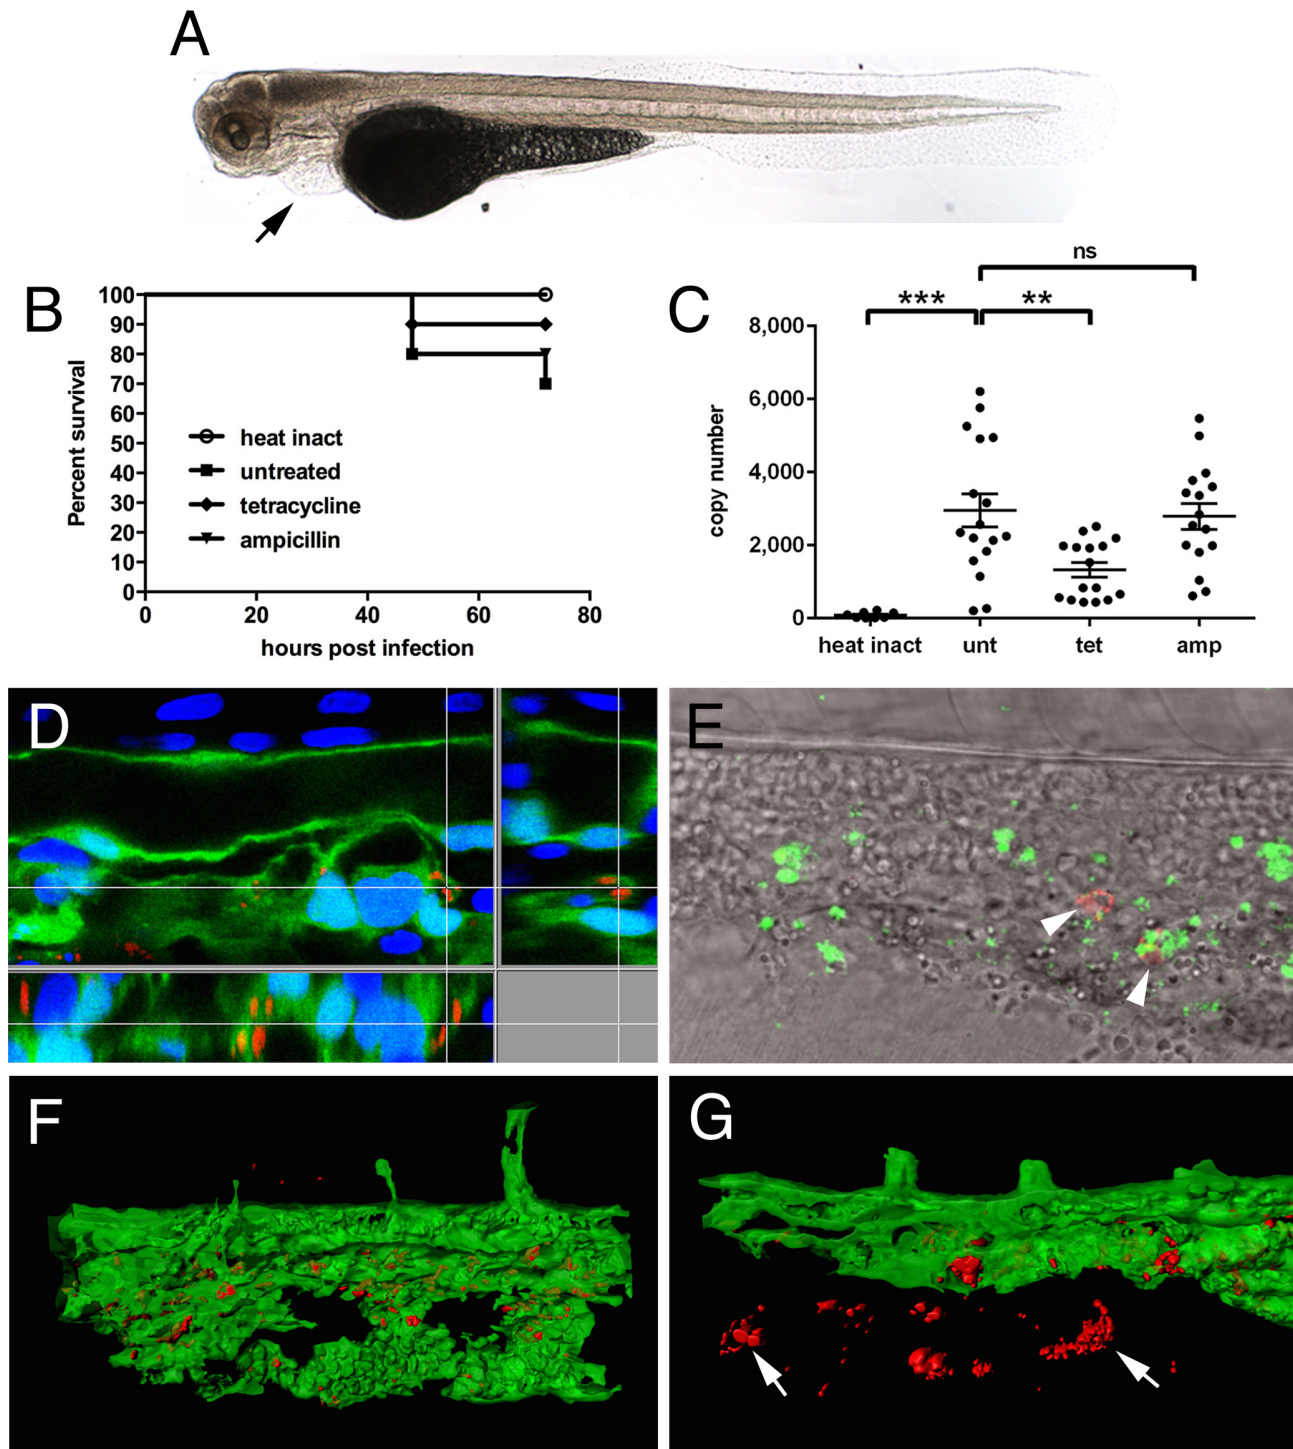 A
B
100
90
80
70
60
50
40
30
20
10
0
Percent survival
heat inact
untreated
tetracycline
ampicillin
0 20 40 60 80
hours post infection
C
ns
*** **
8,000
6,000
4,000
2,000
0
copy number
heat inact unt tet amp
D
E
F
G